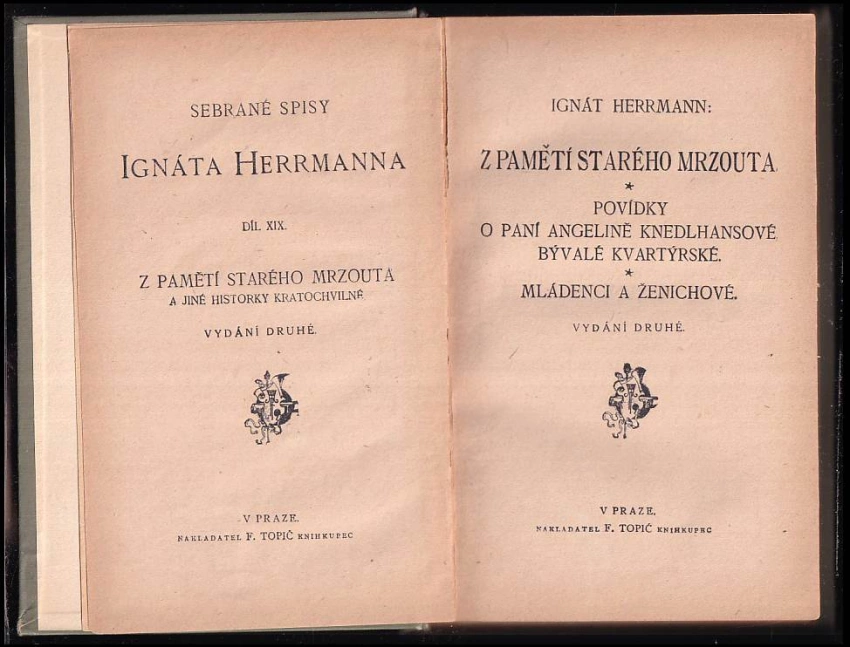 SEBRANÉ SPISY
IGNÁTA HERRMANNA
DÍL XIX.
Z PAMĚTÍ STARÉHO MRZOUTA
A JINÉ HISTORKY KRATOCHVILNÉ
VYDÁNÍ DRUHÉ.
V PRAZE.
NAKLADATEL F. TOPIČ KNIHKUPEC
IGNÁT HERRMANN:
Z PAMĚTÍ STARÉHO MRZOUTA.
*
POVÍDKY
O PANÍ ANGELINĚ KNEDLHANSOVÉ
BÝVALÉ KVARTÝRSKÉ.
*
MLÁDENCI A ŽENICHOVÉ.
VYDÁNÍ DRUHÉ.
V PRAZE.
NAKLADATEL F. TOPIČ KNIHKUPEC